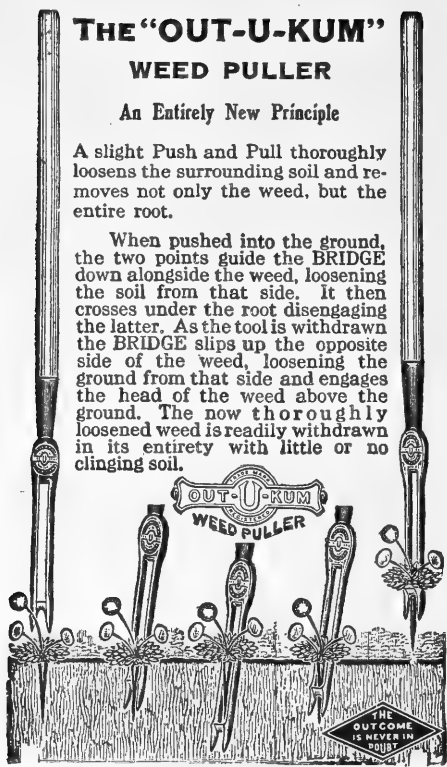 THE "OUT-U-KUM"
WEED PULLER
An Entirely New Principle
A slight Push and Pull thoroughly
loosens the surrounding soil and re-
moves not only the weed, but the
entire root.
When pushed into the ground,
the two points guide the BRIDGE
down alongside the weed, loosening
the soil from that side. It then
crosses under the root disengaging
the latter. As the tool is withdrawn
the BRIDGE slips up the opposite
side of the weed, loosening the
ground from that side and engages
the head of the weed above the
ground. The now thoroughly
loosened weed is readily withdrawn
in its entirety with little or no
clinging soil.
TRADE MARK
OUT-U-KUM
REGISTERED
WEED PULLER
THE
OUTCOME
IS NEVER IN
DOUBT